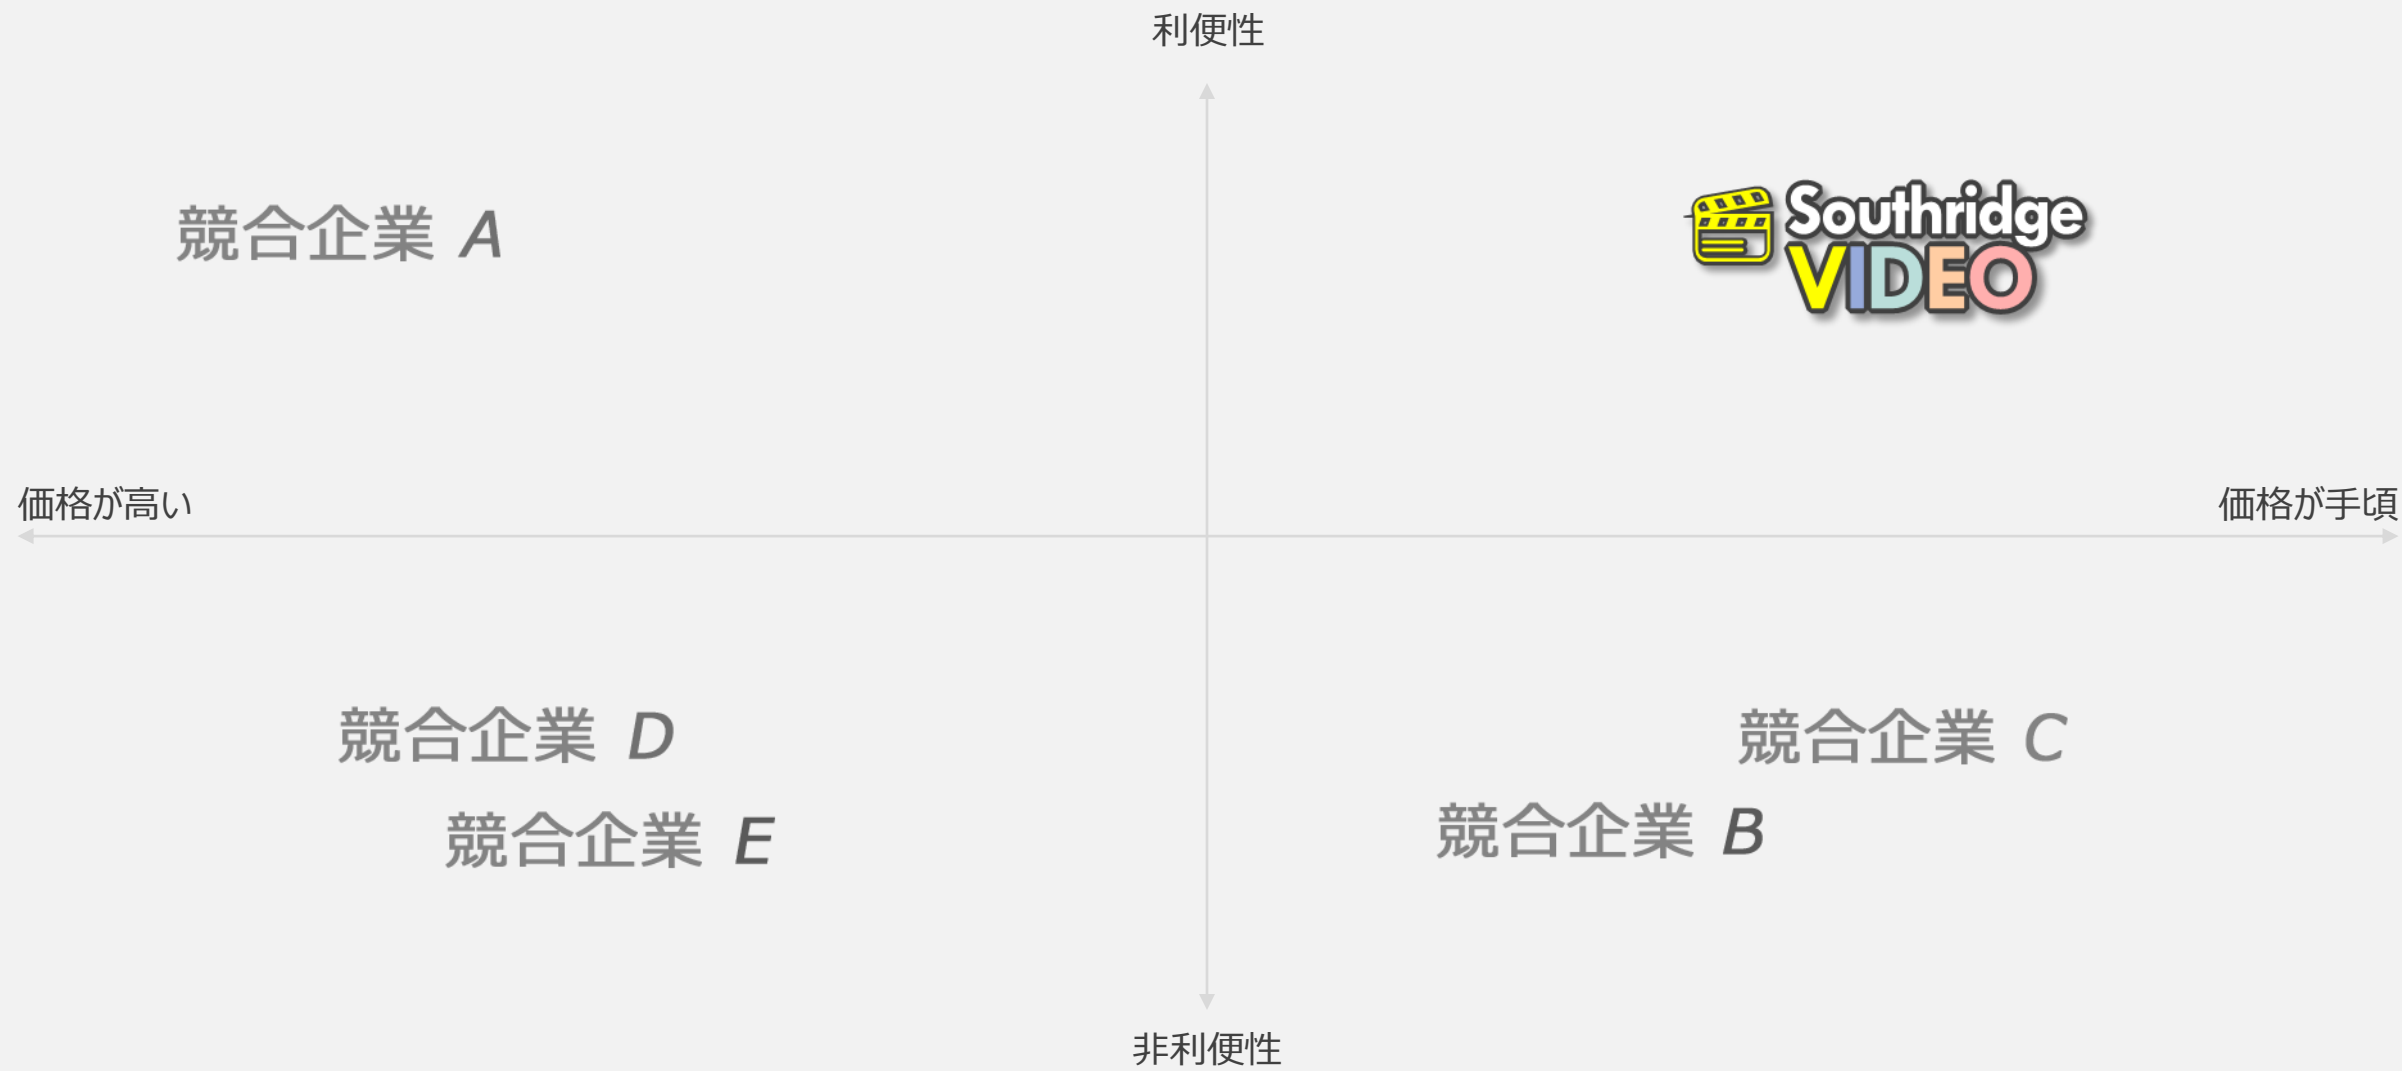 利便性
競合企業 A
Southridge
VIDEO
価格が高い
価格が手頃
競合企業 D
競合企業 C
競合企業 E
競合企業 B
非利便性